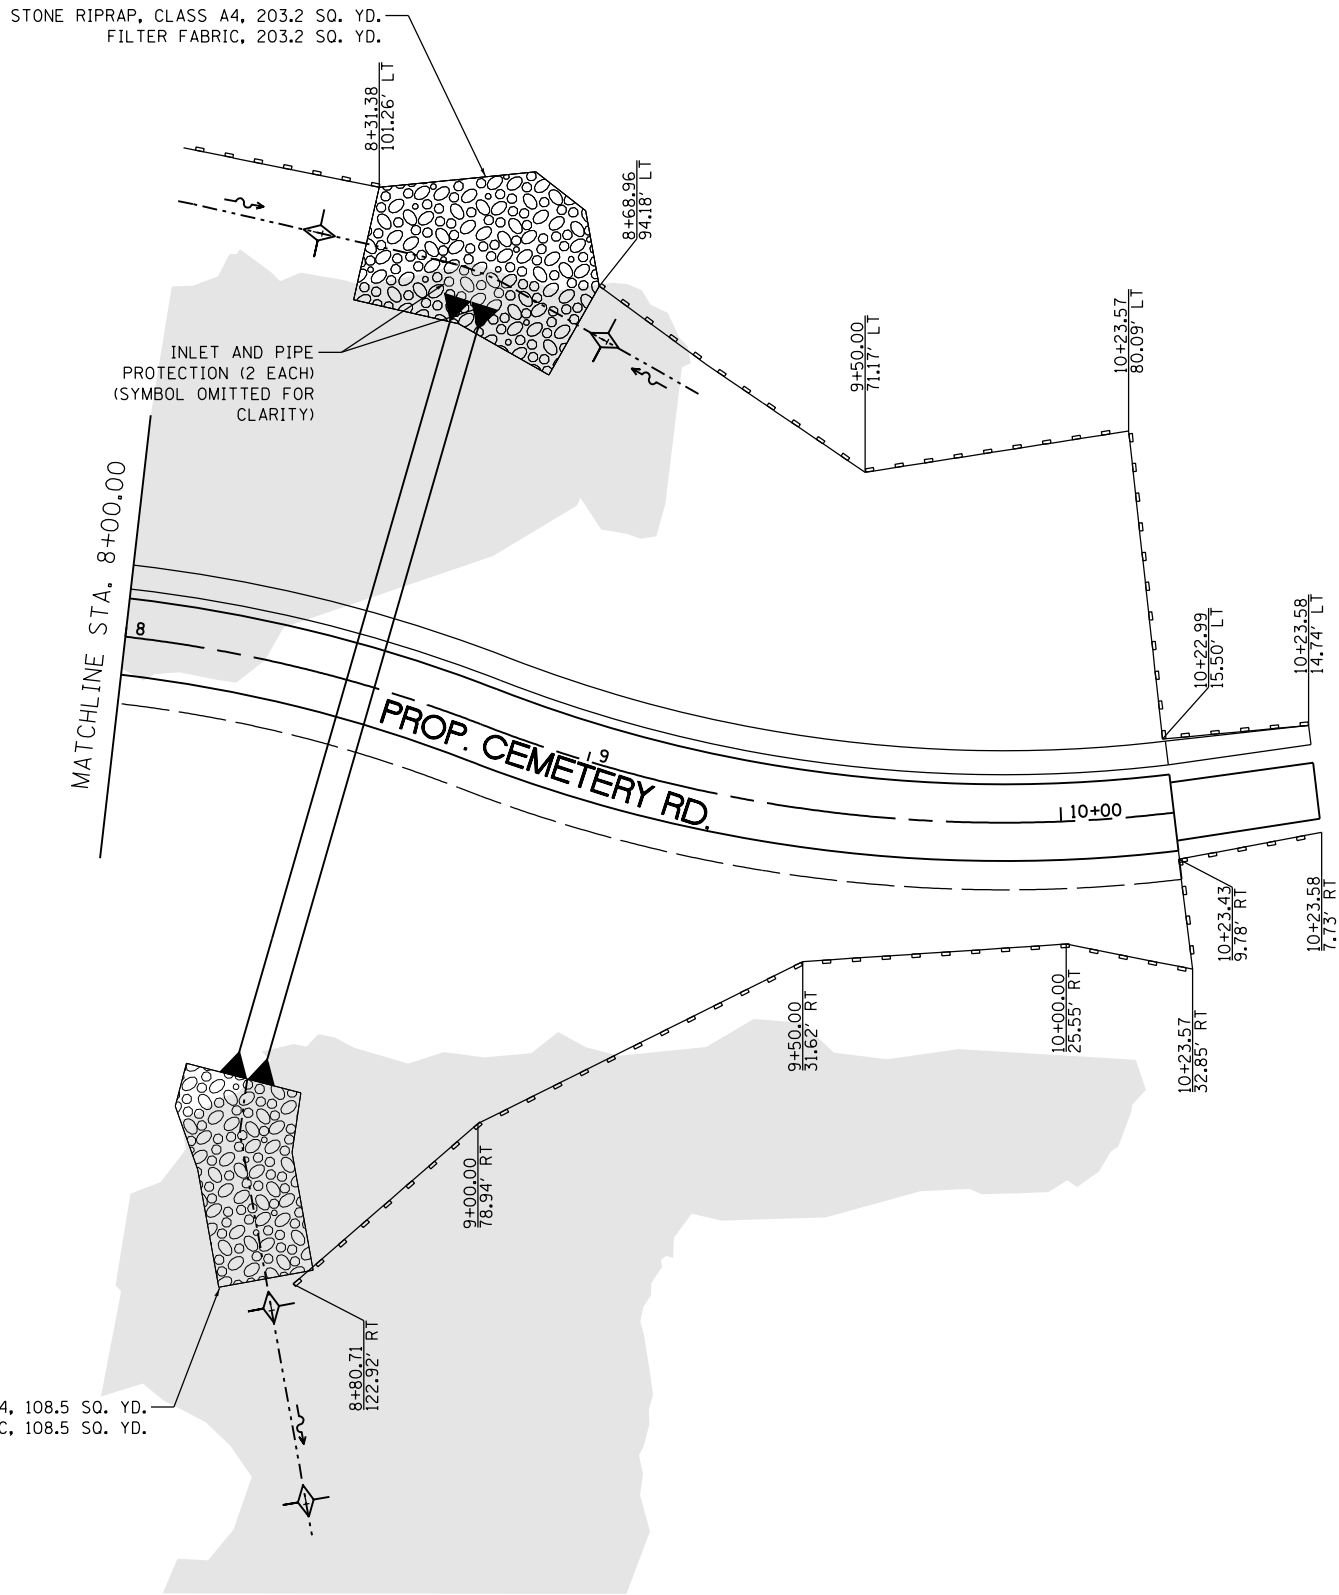 STONE RIPRAP, CLASS A4, 203.2 SQ. YD.
FILTER FABRIC, 203.2 SQ. YD.
8+31.38
101.26' LT
8+68.96
94.18' LT
INLET AND PIPE
PROTECTION (2 EACH)
(SYMBOL OMITTED FOR
CLARITY)
9+50.00
71.17' LT
10+23.57
80.09' LT
MATCHLINE STA. 8+00.00
8
10+22.99
15.50' LT
10+23.58
14.74' LT
PROP. CEMETERY RD.
9
10+00
10+23.43
9.78' RT
10+23.58
7.73' RT
9+50.00
31.62' RT
10+00.00
25.55' RT
10+23.57
32.85' RT
9+00.00
78.94' RT
8+80.71
122.92' RT
4, 108.5 SQ. YD.
C, 108.5 SQ. YD.